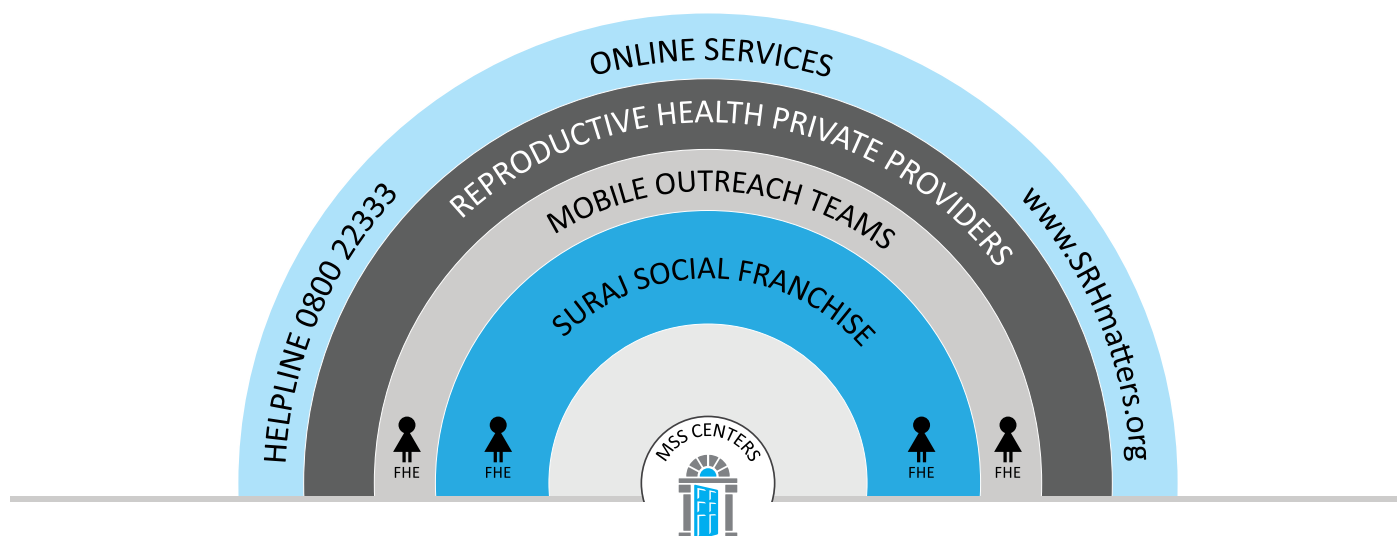 ONLINE SERVICES
HELPLINE 0800 22333
www.SRHmatters.org
REPRODUCTIVE HEALTH PRIVATE PROVIDERS
MOBILE OUTREACH TEAMS
SURAJ SOCIAL FRANCHISE
MSS CENTERS
FHE
FHE
FHE
FHE